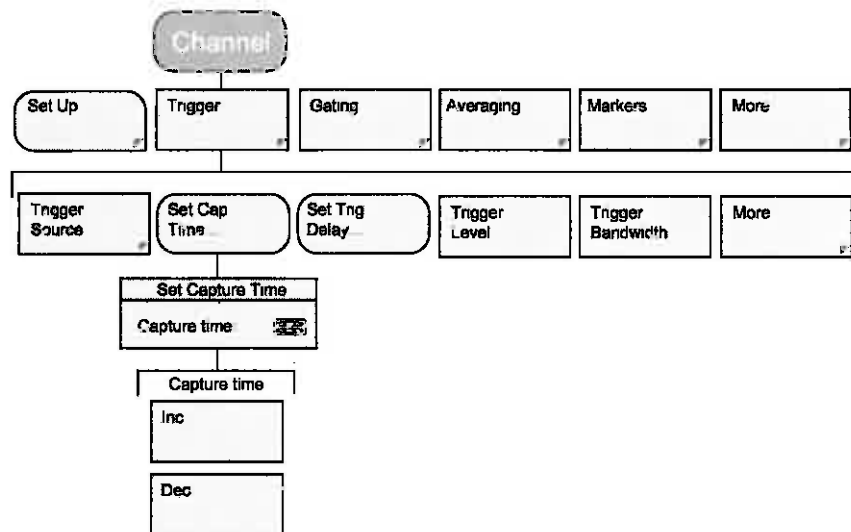 Channel
Set Up
Trigger
Gating
Averaging
Markers
More
Trigger
Source
Set Cap
Time...
Set Trig
Delay...
Trigger
Level
Trigger
Bandwidth
More
Set Capture Time
Capture time
Capture time
Inc
Dec